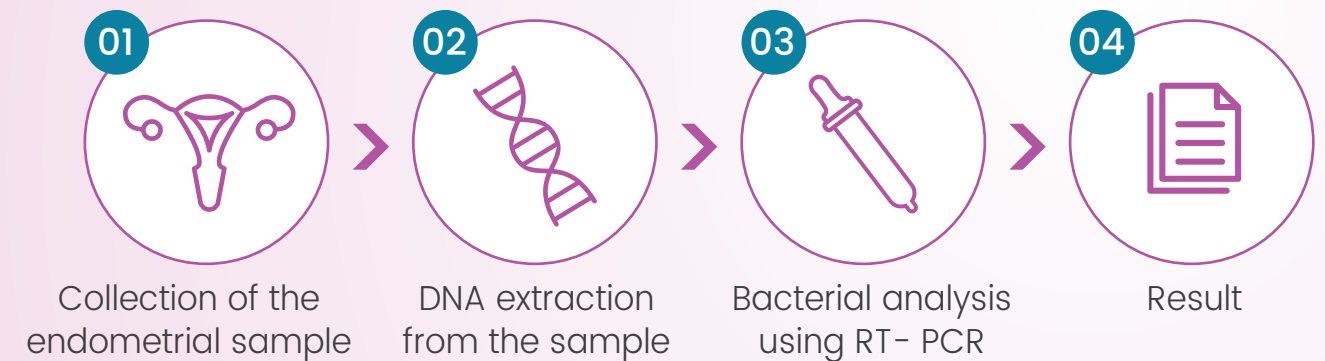 01
02
03
04
Collection of the
endometrial sample
DNA extraction
from the sample
Bacterial analysis
using RT- PCR
Result